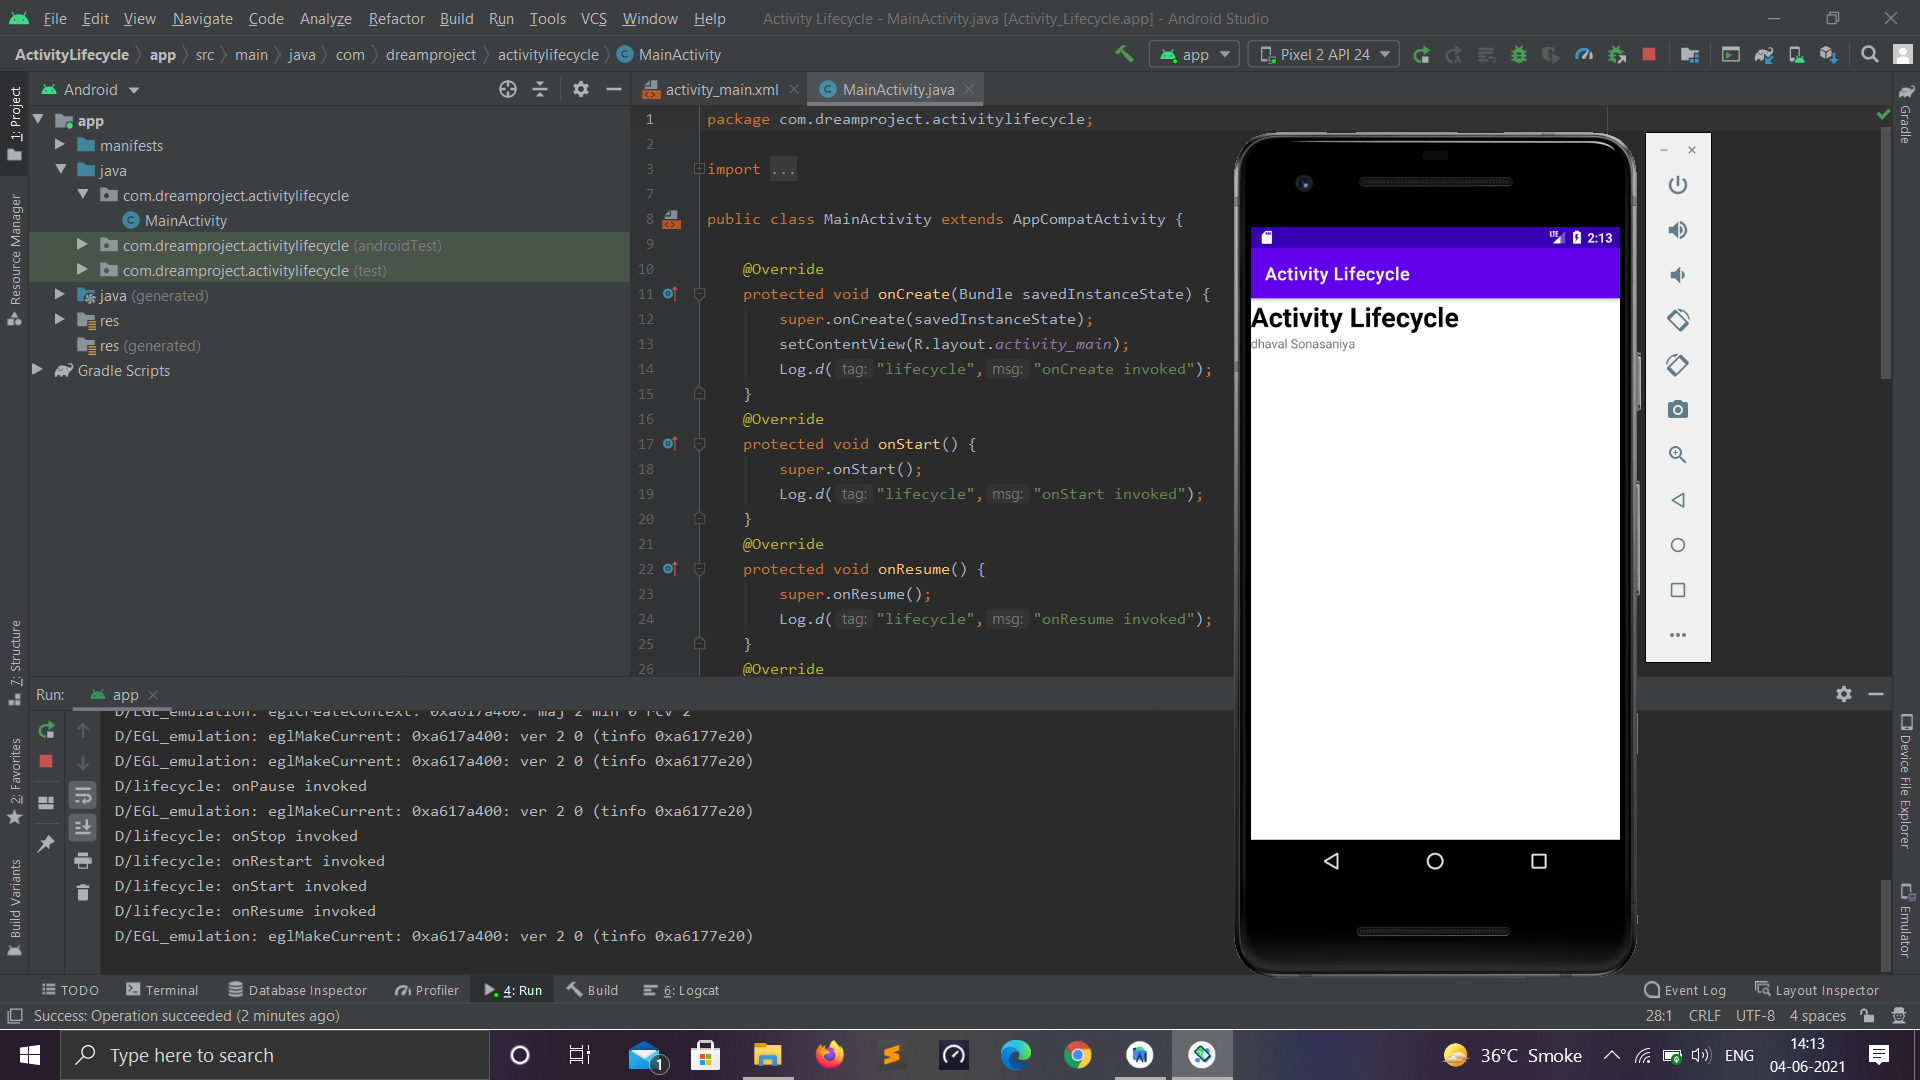 File Edit View Navigate Code Analyze Refactor Build Run Tools VCS Window Help Activity Lifecycle - MainActivity.java [Activity_Lifecycle.app] - Android Studio
ActivityLifecycle app src main java com dreamproject activitylifecycle MainActivity app Pixel 2 API 24
Android
activity_main.xml MainActivity.java
1: Project
Resource Manager
7: Structure
2: Favorites
Build Variants
app
manifests
java
com.dreamproject.activitylifecycle
MainActivity
com.dreamproject.activitylifecycle (androidTest)
com.dreamproject.activitylifecycle (test)
java (generated)
res
res (generated)
Gradle Scripts
1 package com.dreamproject.activitylifecycle;
2
3 import ...
7
8 public class MainActivity extends AppCompatActivity {
9
10 @Override
11 protected void onCreate(Bundle savedInstanceState) {
12 super.onCreate(savedInstanceState);
13 setContentView(R.layout.activity_main);
14 Log.d( tag: "lifecycle", msg: "onCreate invoked");
15 }
16 @Override
17 protected void onStart() {
18 super.onStart();
19 Log.d( tag: "lifecycle", msg: "onStart invoked");
20 }
21 @Override
22 protected void onResume() {
23 super.onResume();
24 Log.d( tag: "lifecycle", msg: "onResume invoked");
25 }
26 @Override
2:13
Activity Lifecycle
Activity Lifecycle
dhaval Sonasaniya
Gradle
Device File Explorer
Emulator
Run: app
D/EGL_emulation: eglCreateContext: 0xa617a400: maj 2 min 0 rcv 2
D/EGL_emulation: eglMakeCurrent: 0xa617a400: ver 2 0 (tinfo 0xa6177e20)
D/EGL_emulation: eglMakeCurrent: 0xa617a400: ver 2 0 (tinfo 0xa6177e20)
D/lifecycle: onPause invoked
D/EGL_emulation: eglMakeCurrent: 0xa617a400: ver 2 0 (tinfo 0xa6177e20)
D/lifecycle: onStop invoked
D/lifecycle: onRestart invoked
D/lifecycle: onStart invoked
D/lifecycle: onResume invoked
D/EGL_emulation: eglMakeCurrent: 0xa617a400: ver 2 0 (tinfo 0xa6177e20)
TODO Terminal Database Inspector Profiler 4: Run Build 6: Logcat Event Log Layout Inspector
Success: Operation succeeded (2 minutes ago) 28:1 CRLF UTF-8 4 spaces
Type here to search 1 36°C Smoke ENG 14:13
04-06-2021